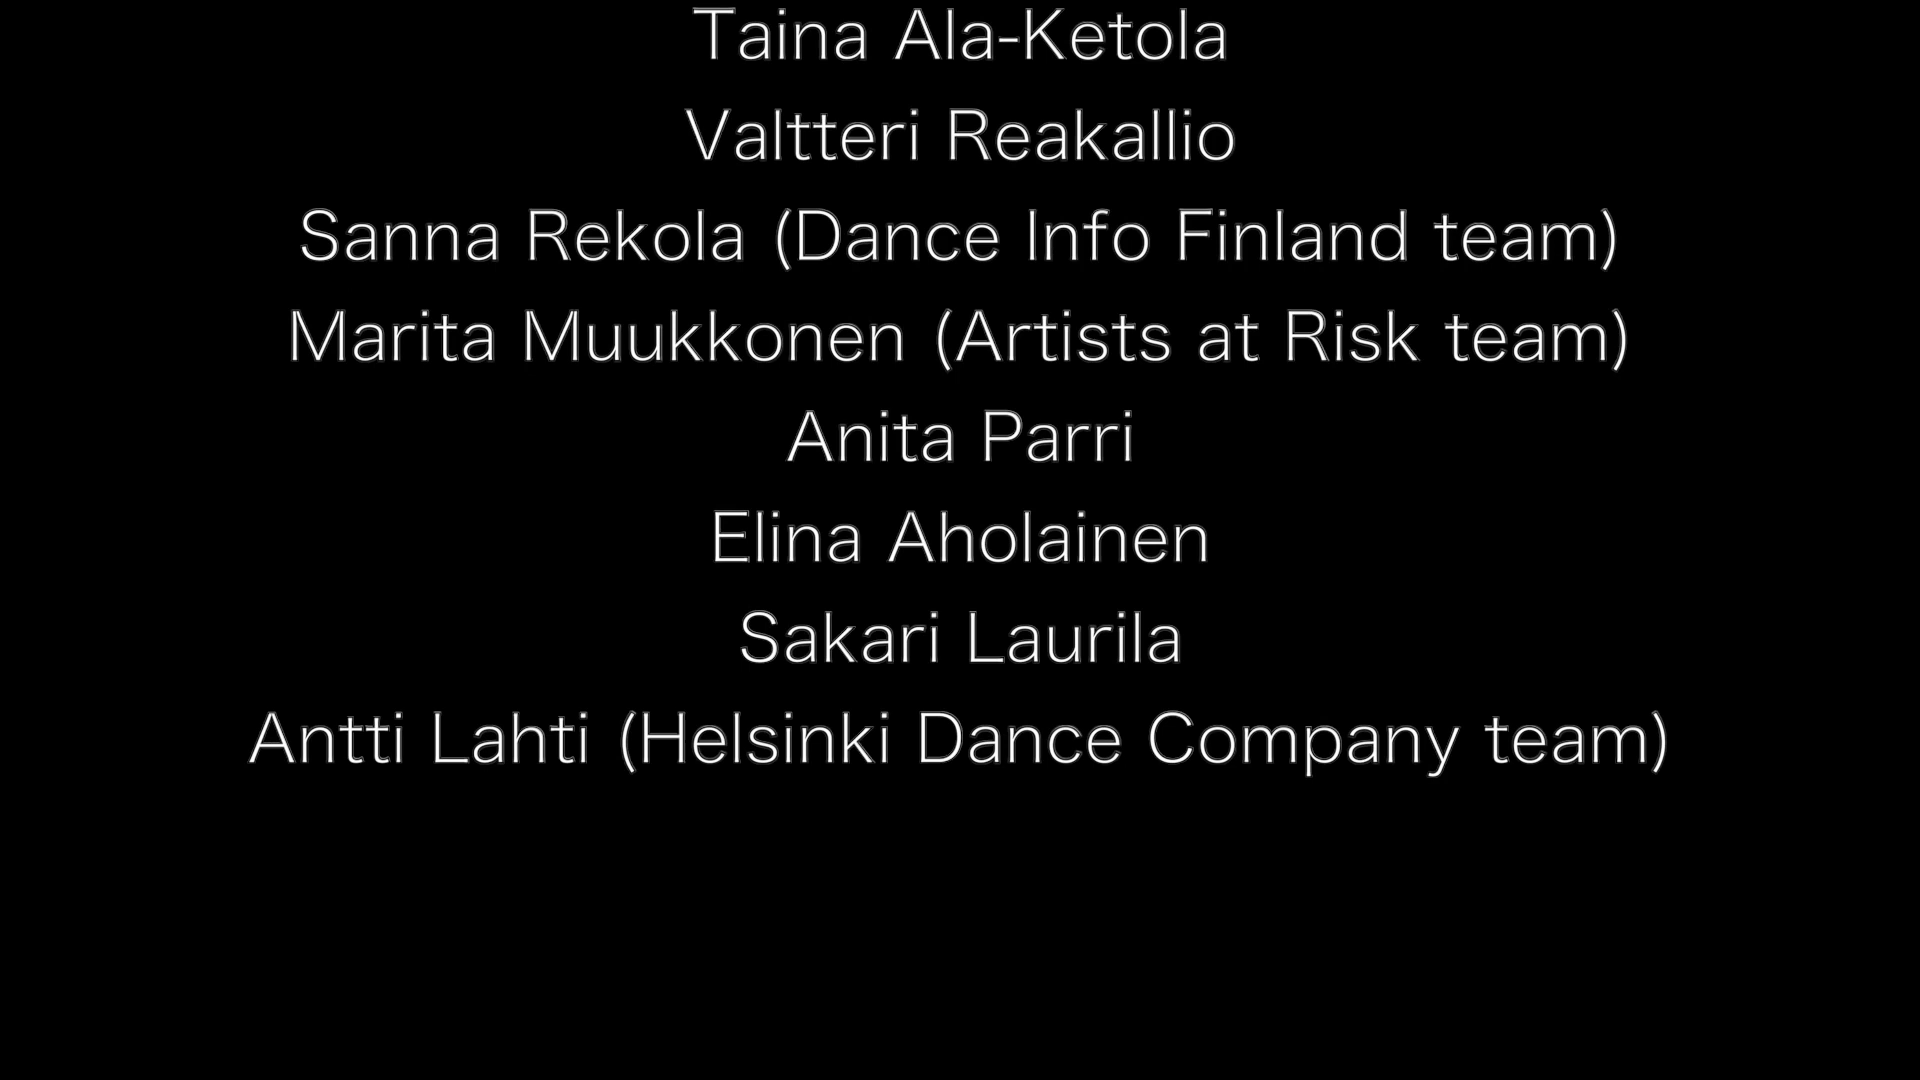 Taina Ala-Ketola
Valtteri Reakallio
Sanna Rekola (Dance Info Finland team)
Marita Muukkonen (Artists at Risk team)
Anita Parri
Elina Aholainen
Sakari Laurila
Antti Lahti (Helsinki Dance Company team)